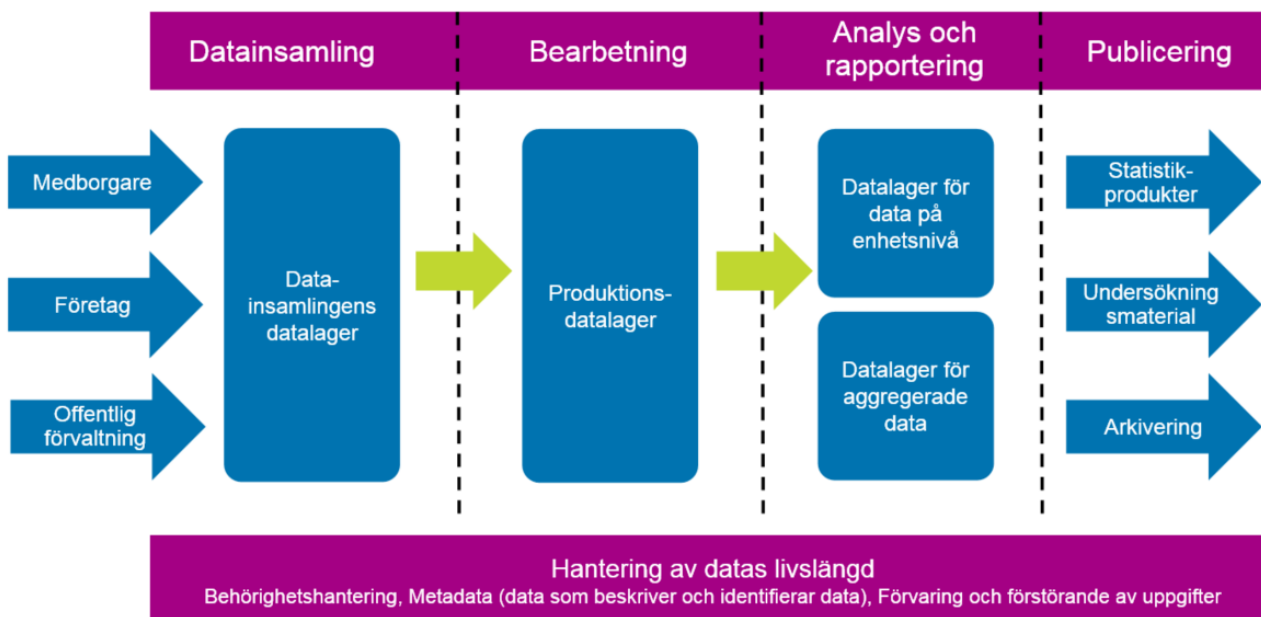 Datainsamling
Bearbetning
Analys och
rapportering
Publicering
Medborgare
Företag
Offentlig
förvaltning
Data-
insamlingens
datalager
Produktions-
datalager
Datalager för
data på
enhetsnivå
Datalager för
aggregerade
data
Statistik-
produkter
Undersökning
smaterial
Arkivering
Hantering av datas livslängd
Behörighetshantering, Metadata (data som beskriver och identifierar data), Förvaring och förstörande av uppgifter